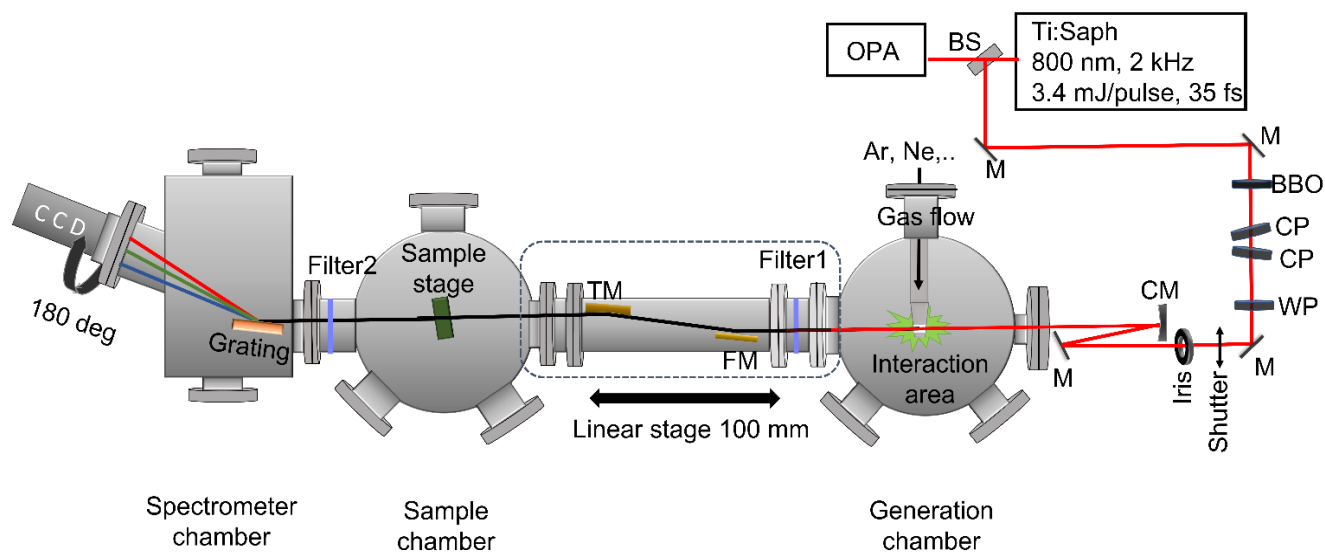 OPA
BS
Ti:Saph
800 nm, 2 kHz
3.4 mJ/pulse, 35 fs
M
M
Ar, Ne,..
BBO
Gas flow
CP
CP
CCD
Sample
stage
Filter2
Filter1
TM
CM
WP
180 deg
Grating
FM
Interaction
area
M
Iris
Shutter
M
Linear stage 100 mm
Spectrometer
chamber
Sample
chamber
Generation
chamber